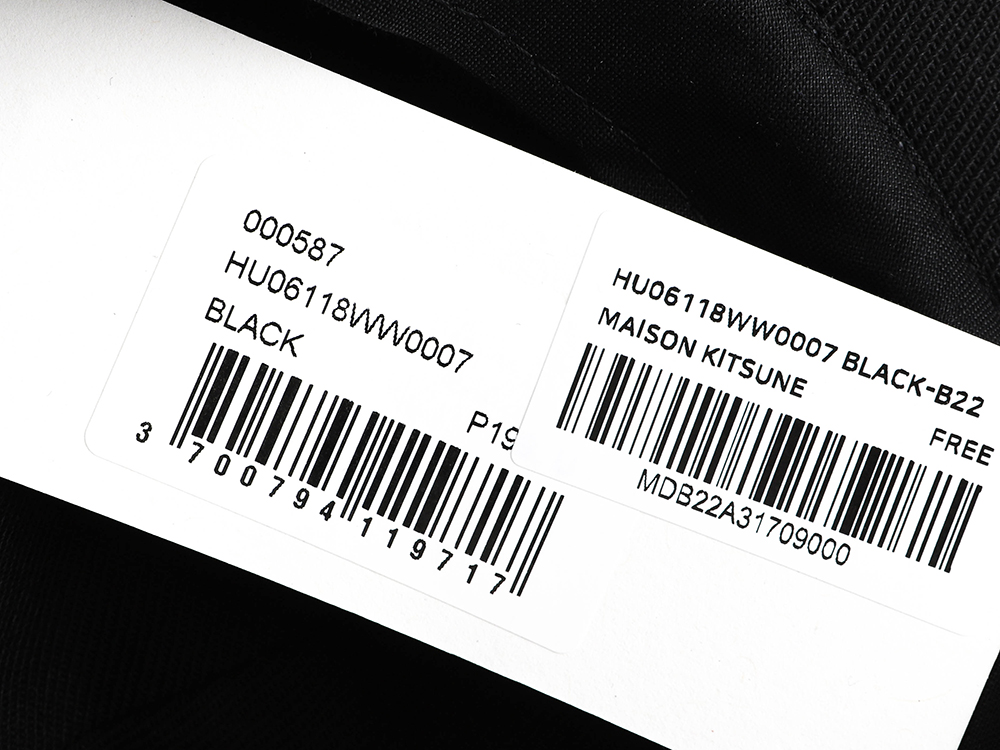 000587
HU06118WW0007
BLACK
P19
3 700794 119717
HU06118WW0007 BLACK-B22
MAISON KITSUNE
FREE
MDB22A31709000